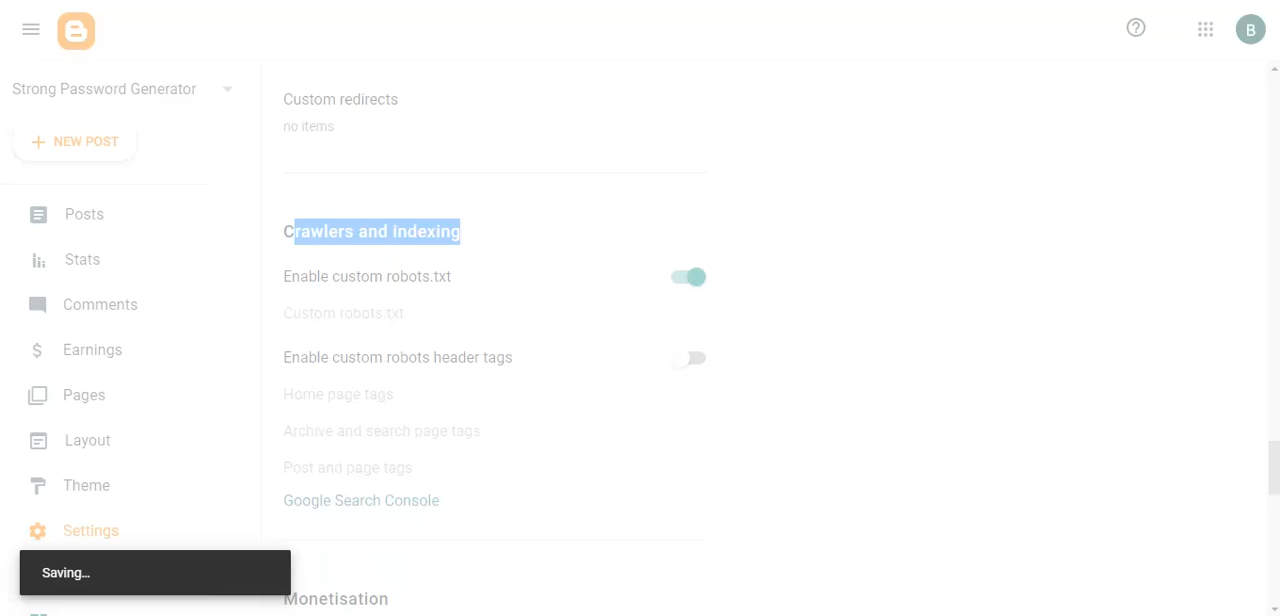 B
Strong Password Generator
+ NEW POST
Posts
Stats
Comments
Earnings
Pages
Layout
Theme
Settings
Saving...
Custom redirects
no items
Crawlers and indexing
Enable custom robots.txt
Custom robots.txt
Enable custom robots header tags
Home page tags
Archive and search page tags
Post and page tags
Google Search Console
Monetisation